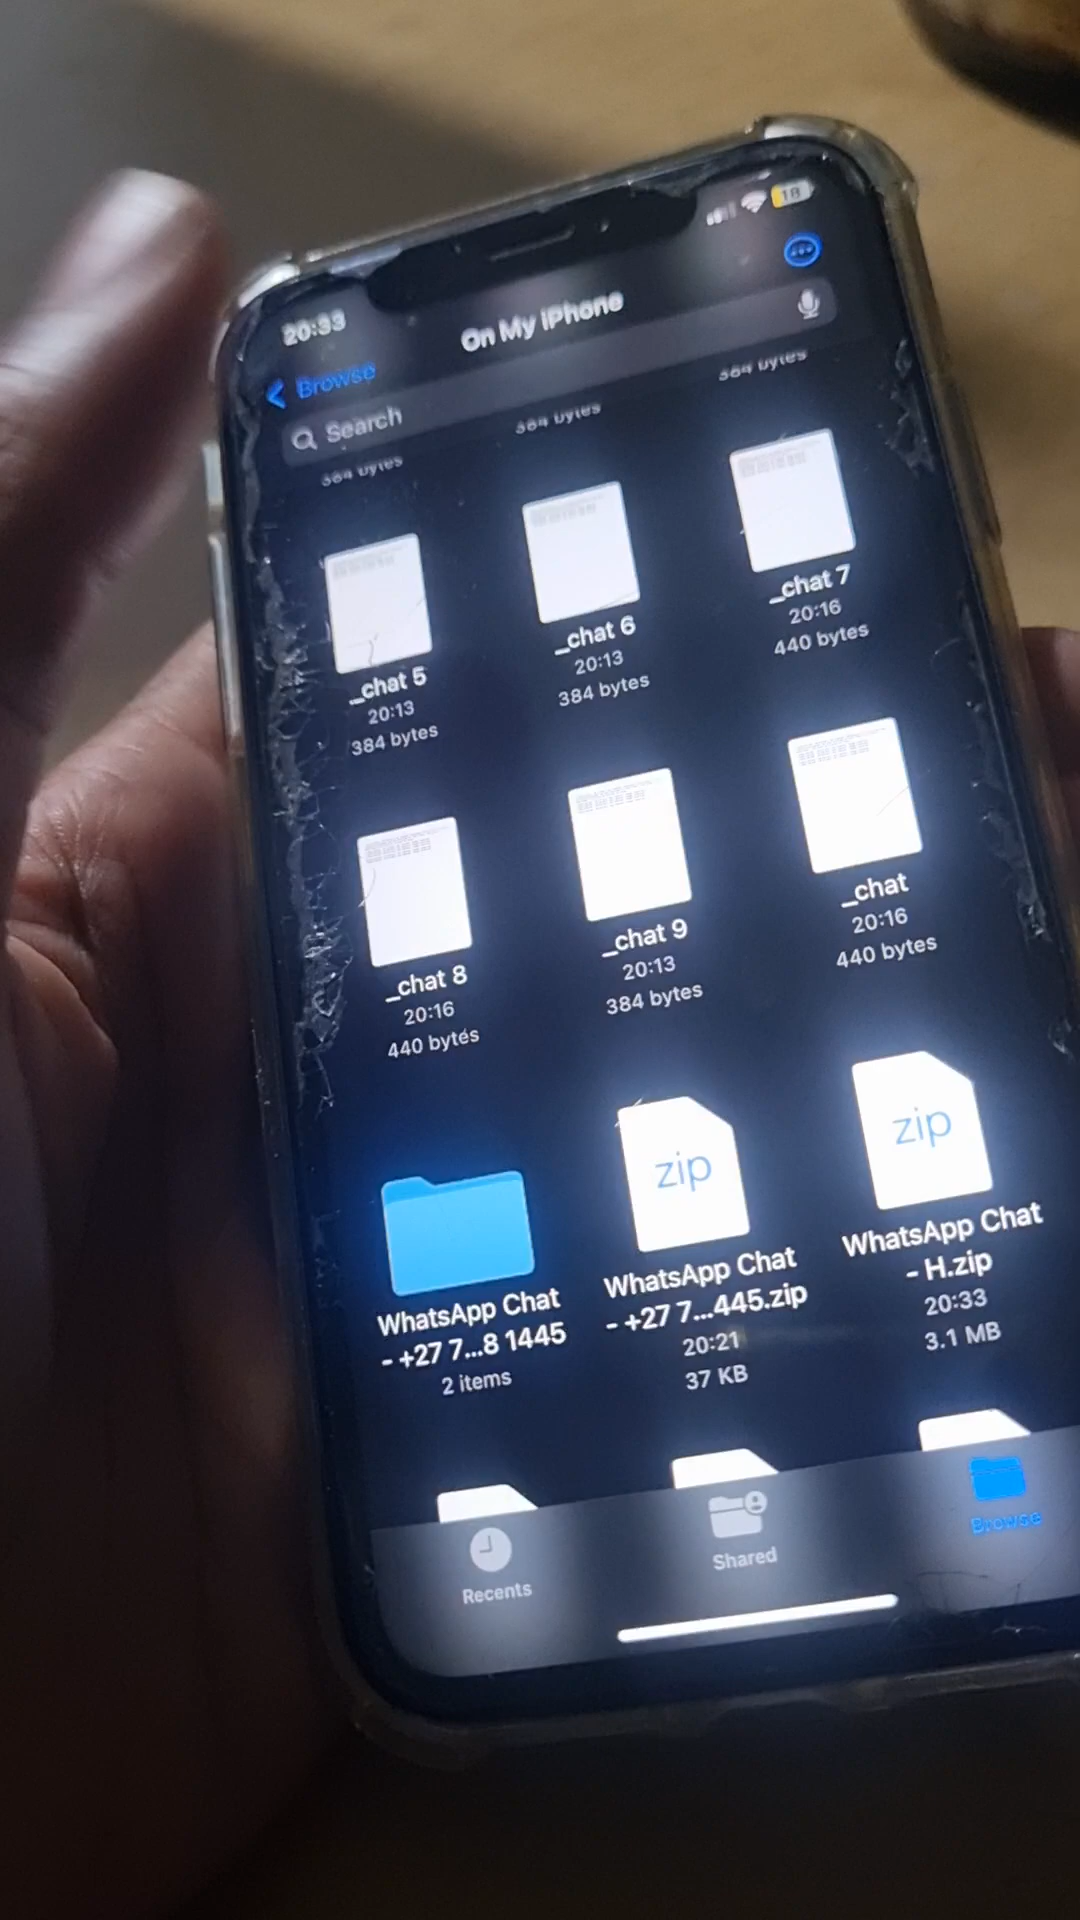 20:33
18
On My iPhone
Browse
Search
384 bytes
384 bytes
384 bytes
_chat 5
20:13
384 bytes
_chat 6
20:13
384 bytes
_chat 7
20:16
440 bytes
_chat 8
20:16
440 bytes
_chat 9
20:13
384 bytes
_chat
20:16
440 bytes
WhatsApp Chat
- +27 7...8 1445
2 items
zip
WhatsApp Chat
- +27 7...445.zip
20:21
37 KB
zip
WhatsApp Chat
- H.zip
20:33
3.1 MB
Recents
Shared
Browse